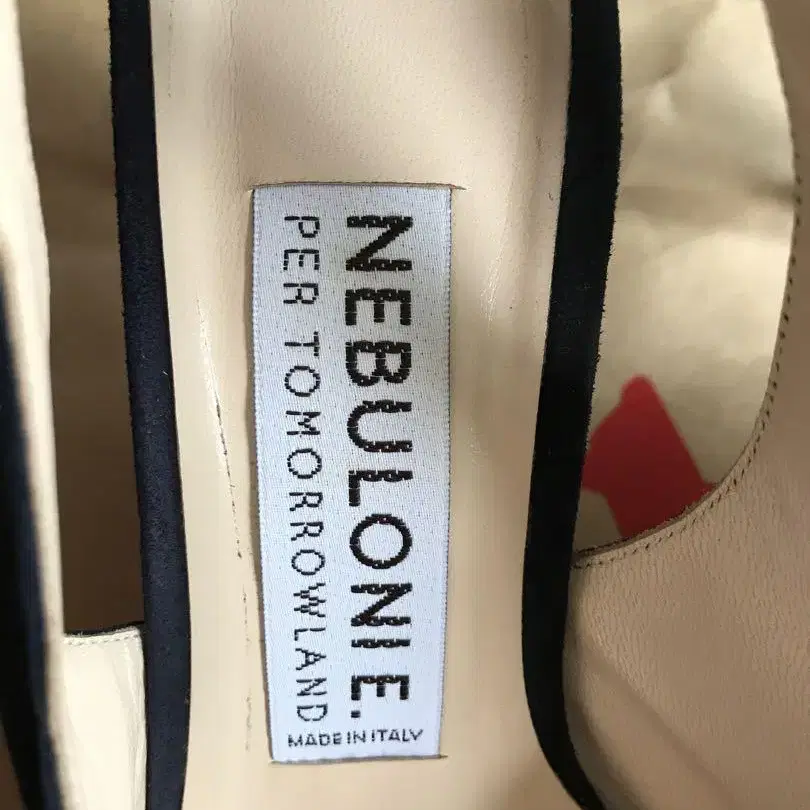 NEBULONI E.
PER TOMORROWLAND
MADE IN ITALY